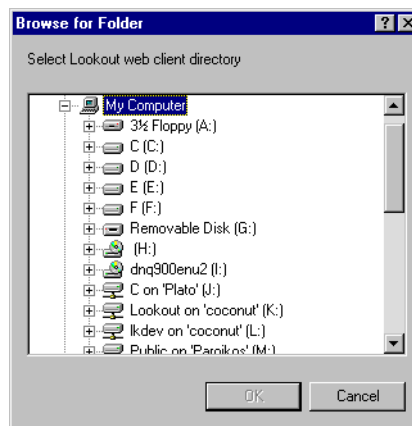 Browse for Folder
Select Lookout web client directory
My Computer
3½ Floppy (A:)
C (C:)
D (D:)
E (E:)
F (F:)
Removable Disk (G:)
(H:)
dnq900enu2 (I:)
C on 'Plato' (J:)
Lookout on 'coconut' (K:)
lkdev on 'coconut' (L:)
Public on 'Paroikos' (M:)
OK
Cancel